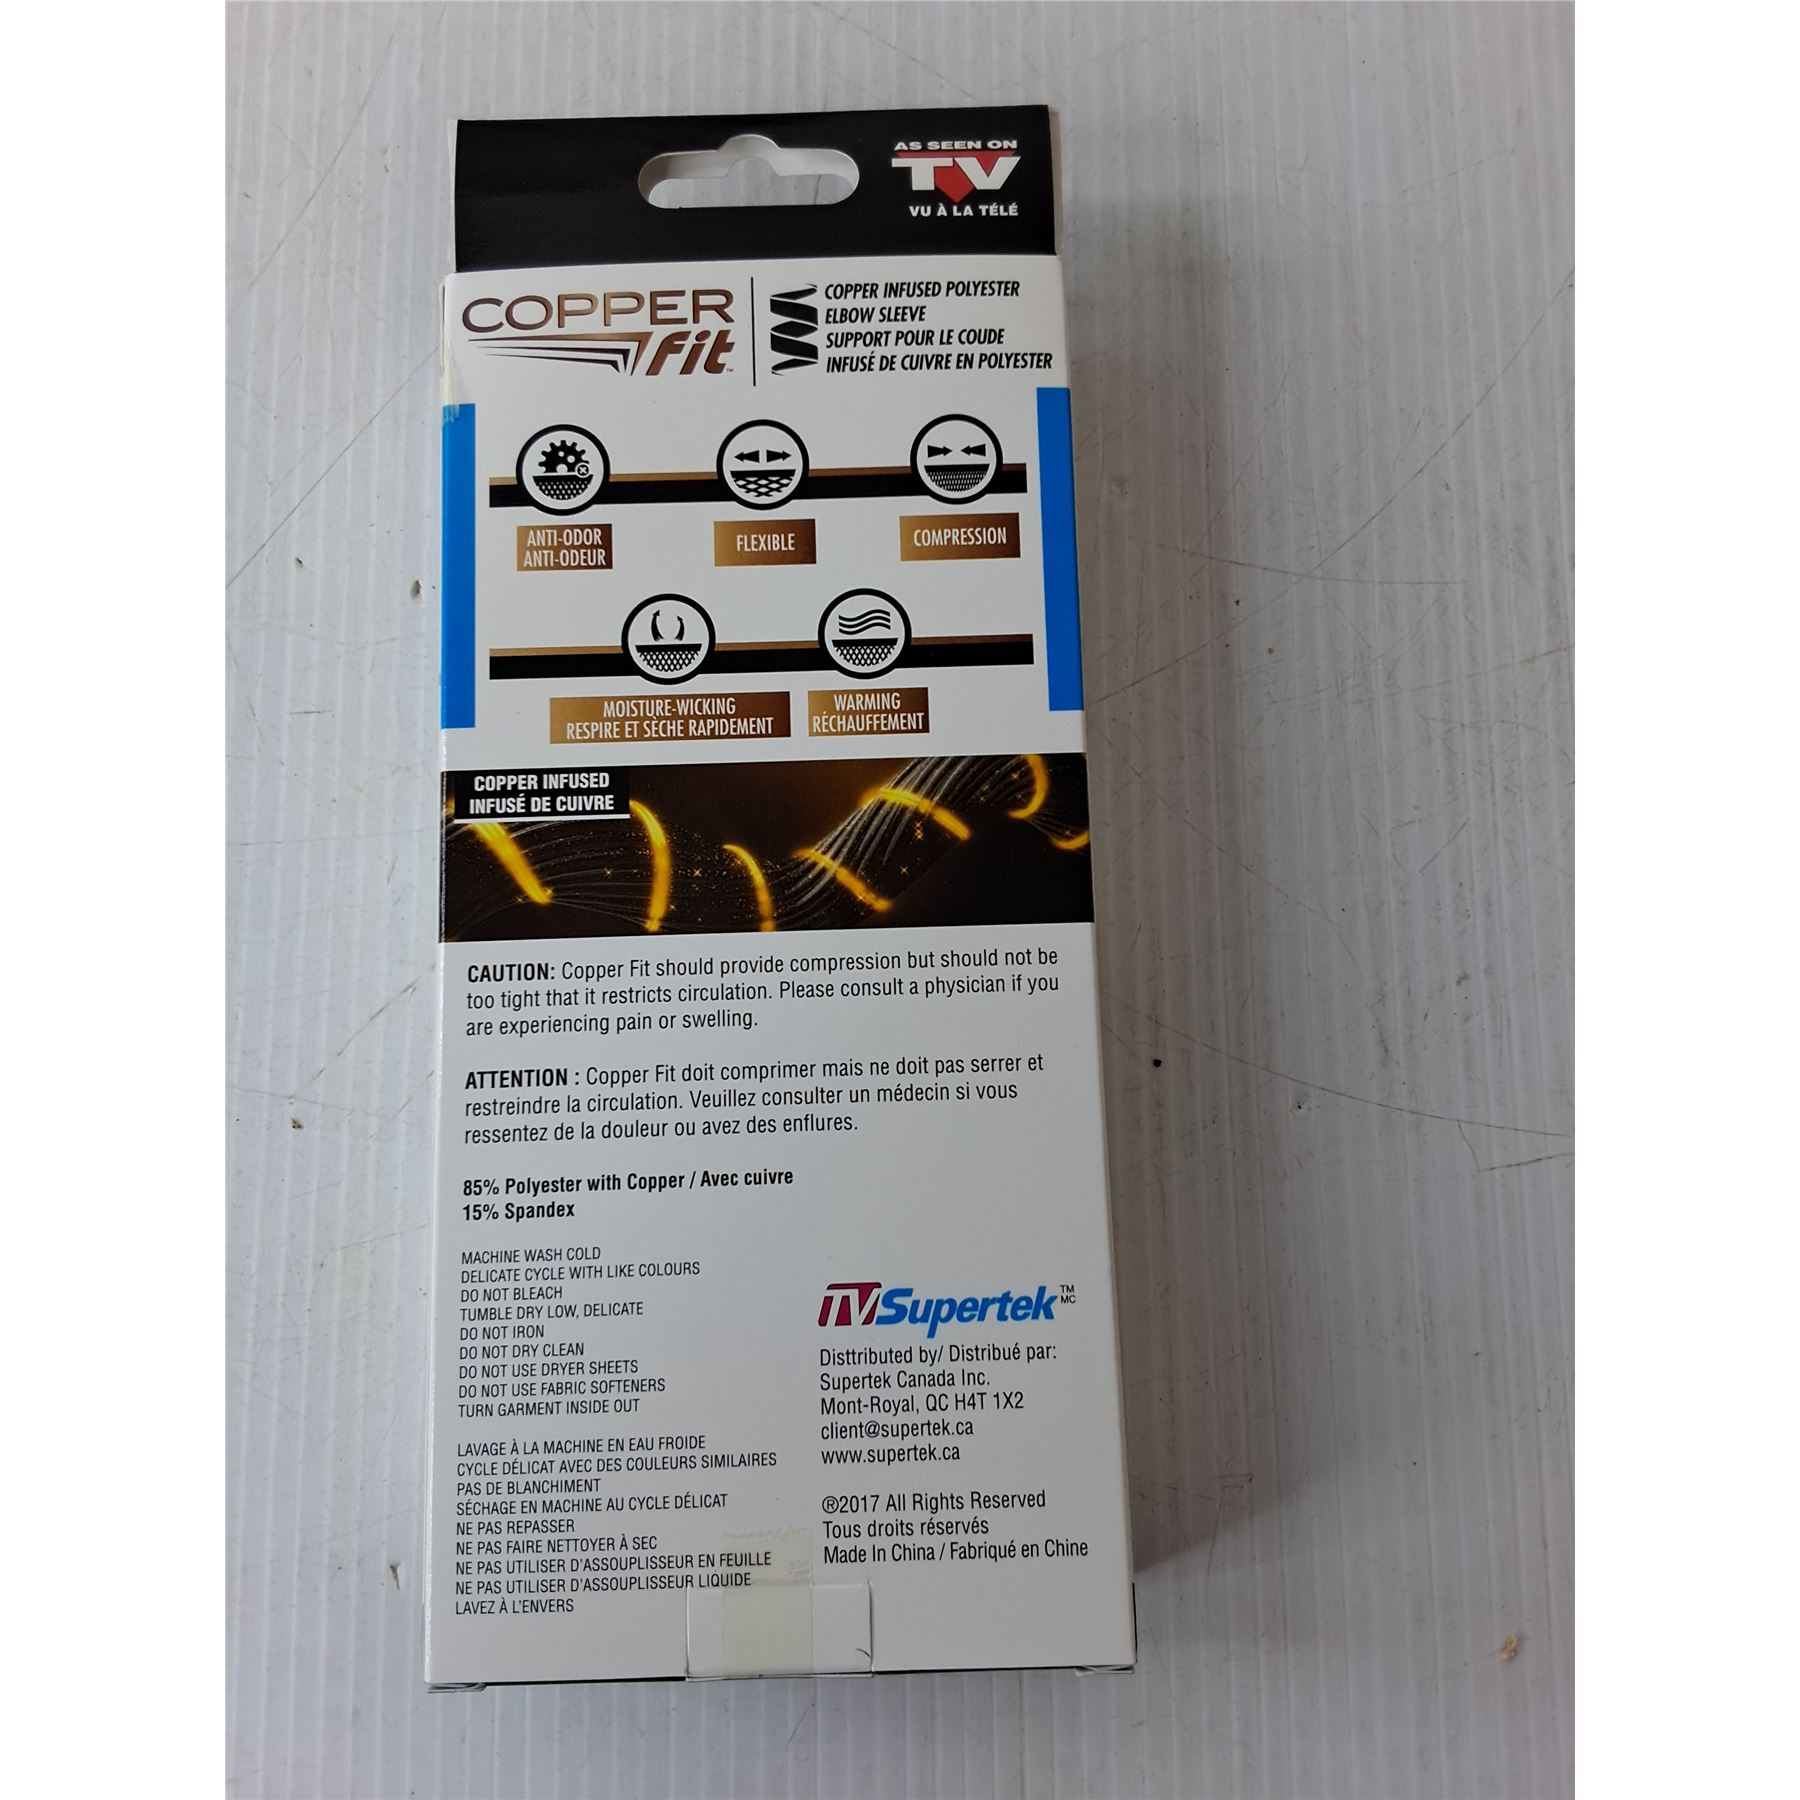 AS SEEN ON
TV
VU À LA TÉLÉ
COPPER
Fit™
COPPER INFUSED POLYESTER
ELBOW SLEEVE
SUPPORT POUR LE COUDE
INFUSÉ DE CUIVRE EN POLYESTER
ANTI-ODOR
ANTI-ODEUR
FLEXIBLE
COMPRESSION
MOISTURE-WICKING
RESPIRE ET SÈCHE RAPIDEMENT
WARMING
RÉCHAUFFEMENT
COPPER INFUSED
INFUSÉ DE CUIVRE
CAUTION: Copper Fit should provide compression but should not be
too tight that it restricts circulation. Please consult a physician if you
are experiencing pain or swelling.
ATTENTION : Copper Fit doit comprimer mais ne doit pas serrer et
restreindre la circulation. Veuillez consulter un médecin si vous
ressentez de la douleur ou avez des enflures.
85% Polyester with Copper / Avec cuivre
15% Spandex
MACHINE WASH COLD
DELICATE CYCLE WITH LIKE COLOURS
DO NOT BLEACH
TUMBLE DRY LOW, DELICATE
DO NOT IRON
DO NOT DRY CLEAN
DO NOT USE DRYER SHEETS
DO NOT USE FABRIC SOFTENERS
TURN GARMENT INSIDE OUT
LAVAGE À LA MACHINE EN EAU FROIDE
CYCLE DÉLICAT AVEC DES COULEURS SIMILAIRES
PAS DE BLANCHIMENT
SÉCHAGE EN MACHINE AU CYCLE DÉLICAT
NE PAS REPASSER
NE PAS FAIRE NETTOYER À SEC
NE PAS UTILISER D'ASSOUPLISSEUR EN FEUILLE
NE PAS UTILISER D'ASSOUPLISSEUR LIQUIDE
LAVEZ À L'ENVERS
TVSupertek TM MC
Disttributed by/ Distribué par:
Supertek Canada Inc.
Mont-Royal, QC H4T 1X2
client@supertek.ca
www.supertek.ca
®2017 All Rights Reserved
Tous droits réservés
Made In China / Fabriqué en Chine